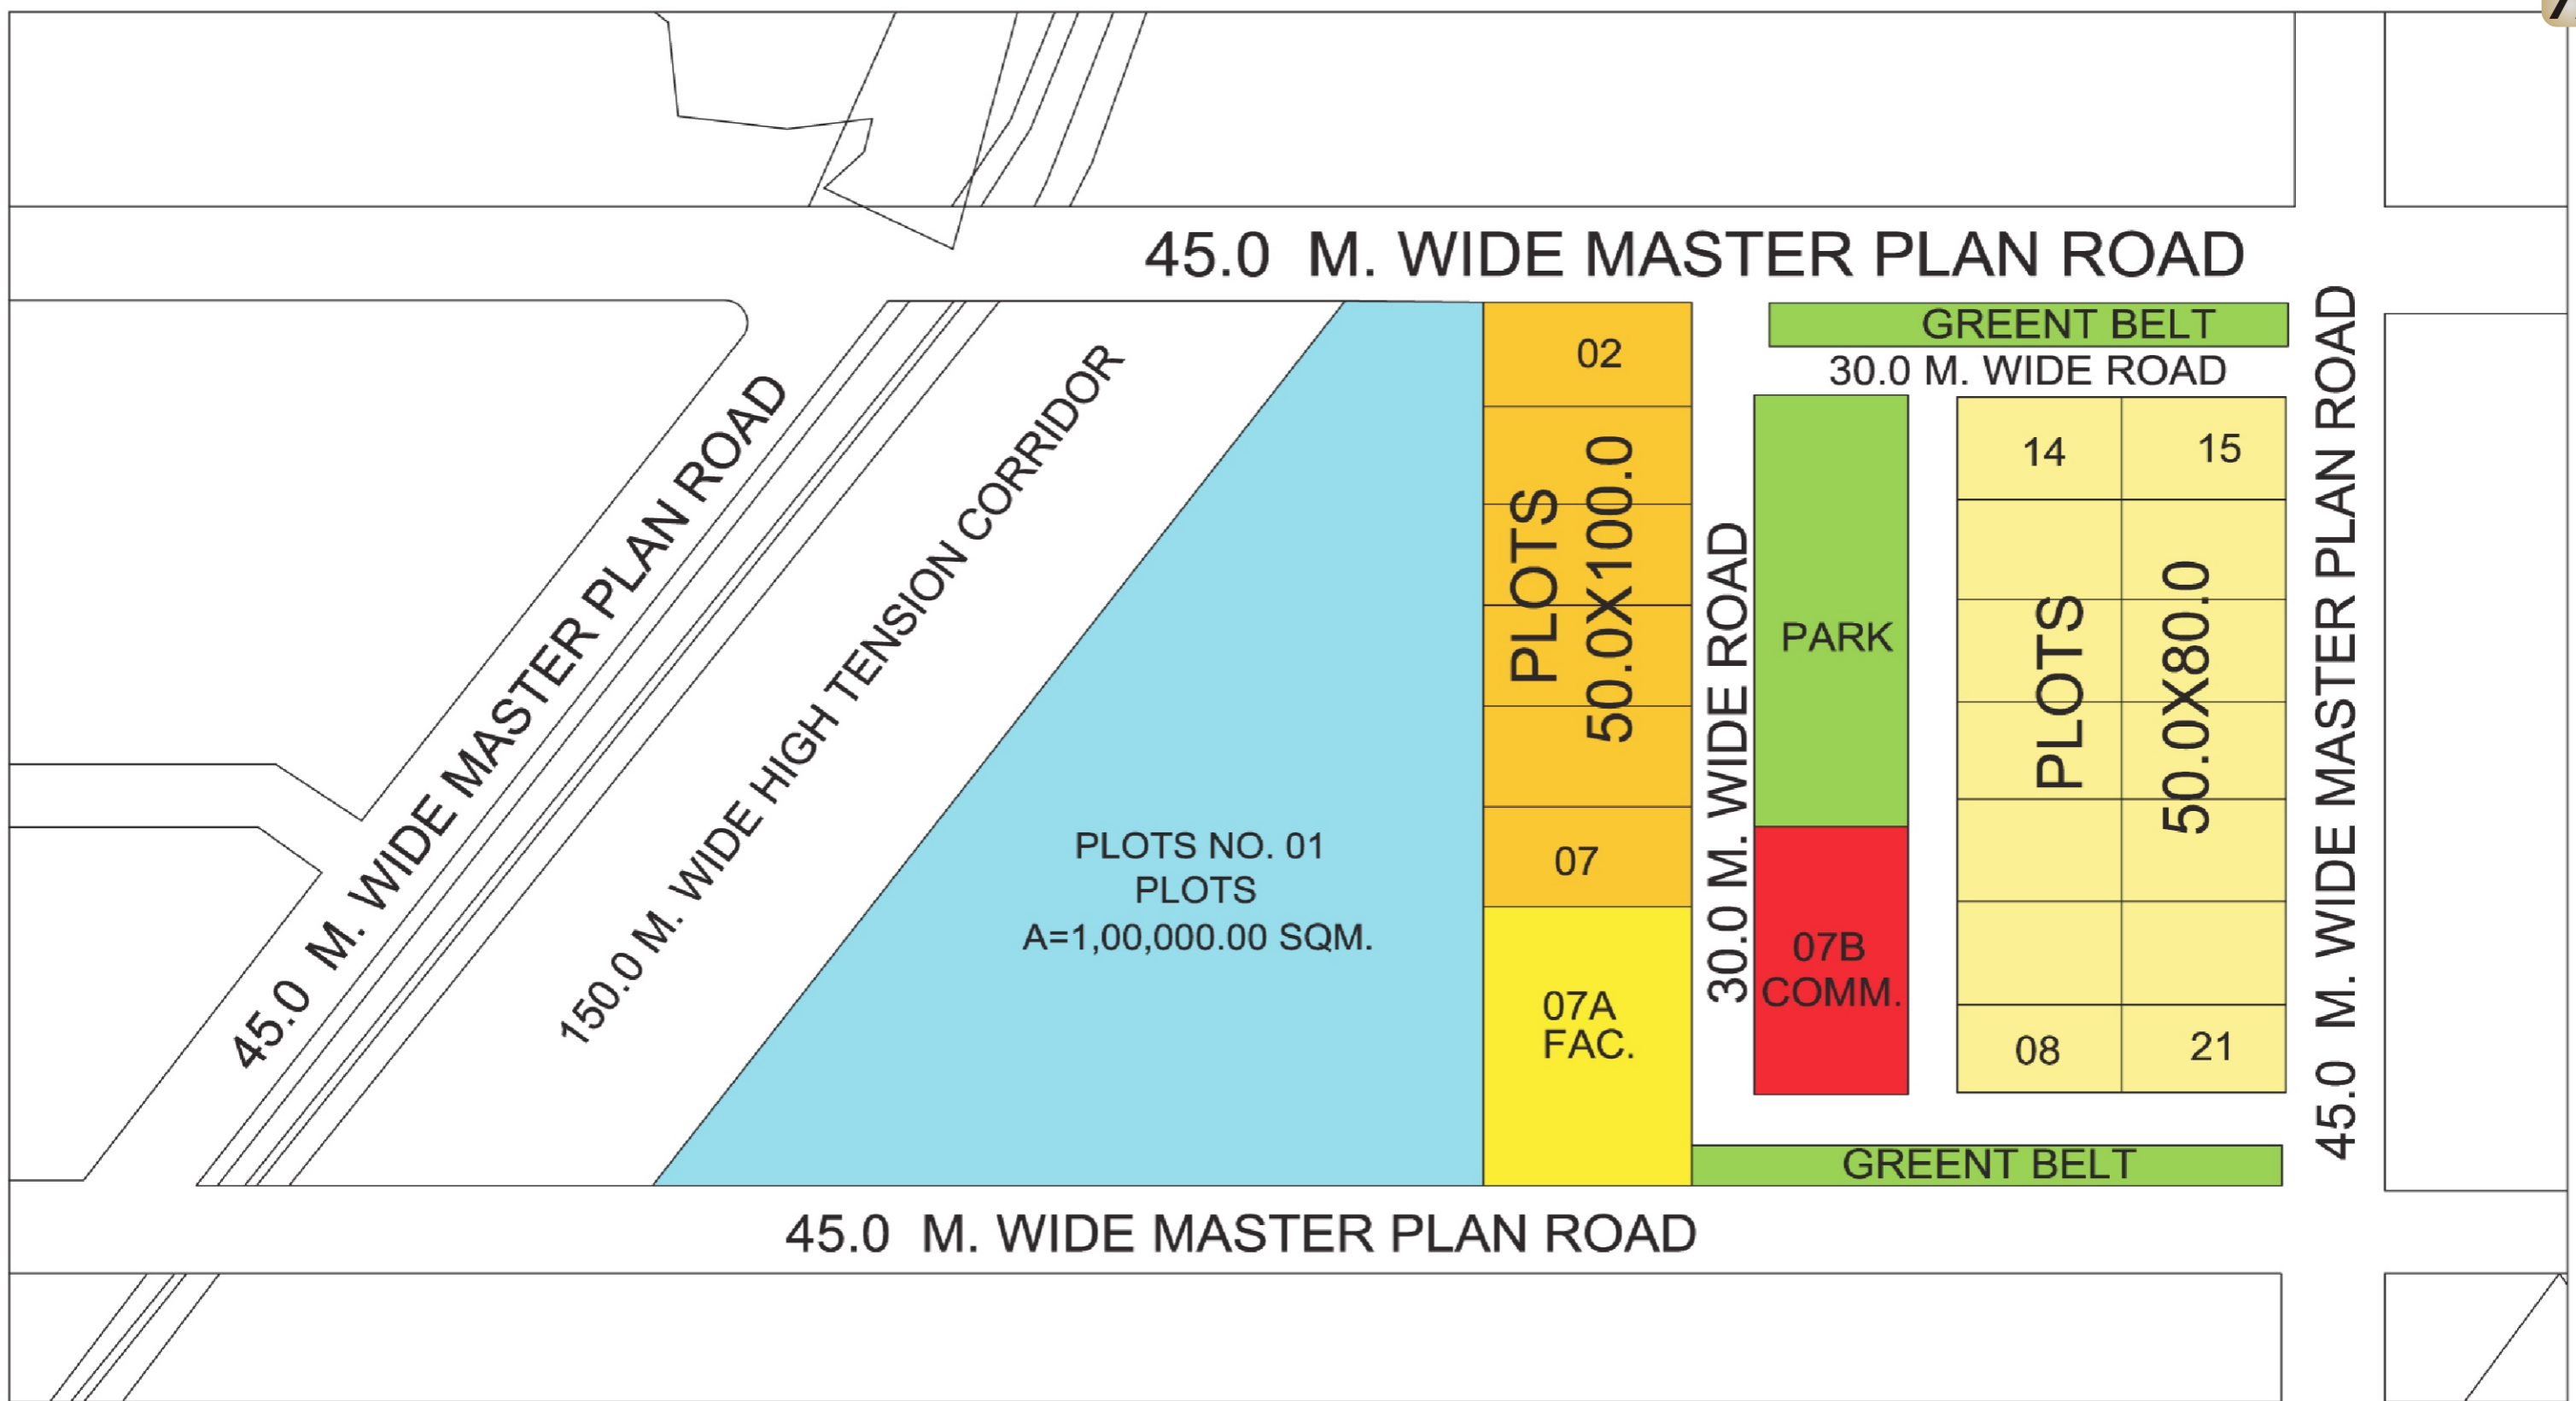 45.0 M. WIDE MASTER PLAN ROAD
GREENT BELT
30.0 M. WIDE ROAD
45.0 M. WIDE MASTER PLAN ROAD
150.0 M. WIDE HIGH TENSION CORRIDOR
PLOTS NO. 01
PLOTS
A=1,00,000.00 SQM.
02
PLOTS
50.0X100.0
07
07A
FAC.
30.0 M. WIDE ROAD
PARK
07B
COMM.
14
15
PLOTS
50.0X80.0
08
21
45.0 M. WIDE MASTER PLAN ROAD
GREENT BELT
45.0 M. WIDE MASTER PLAN ROAD